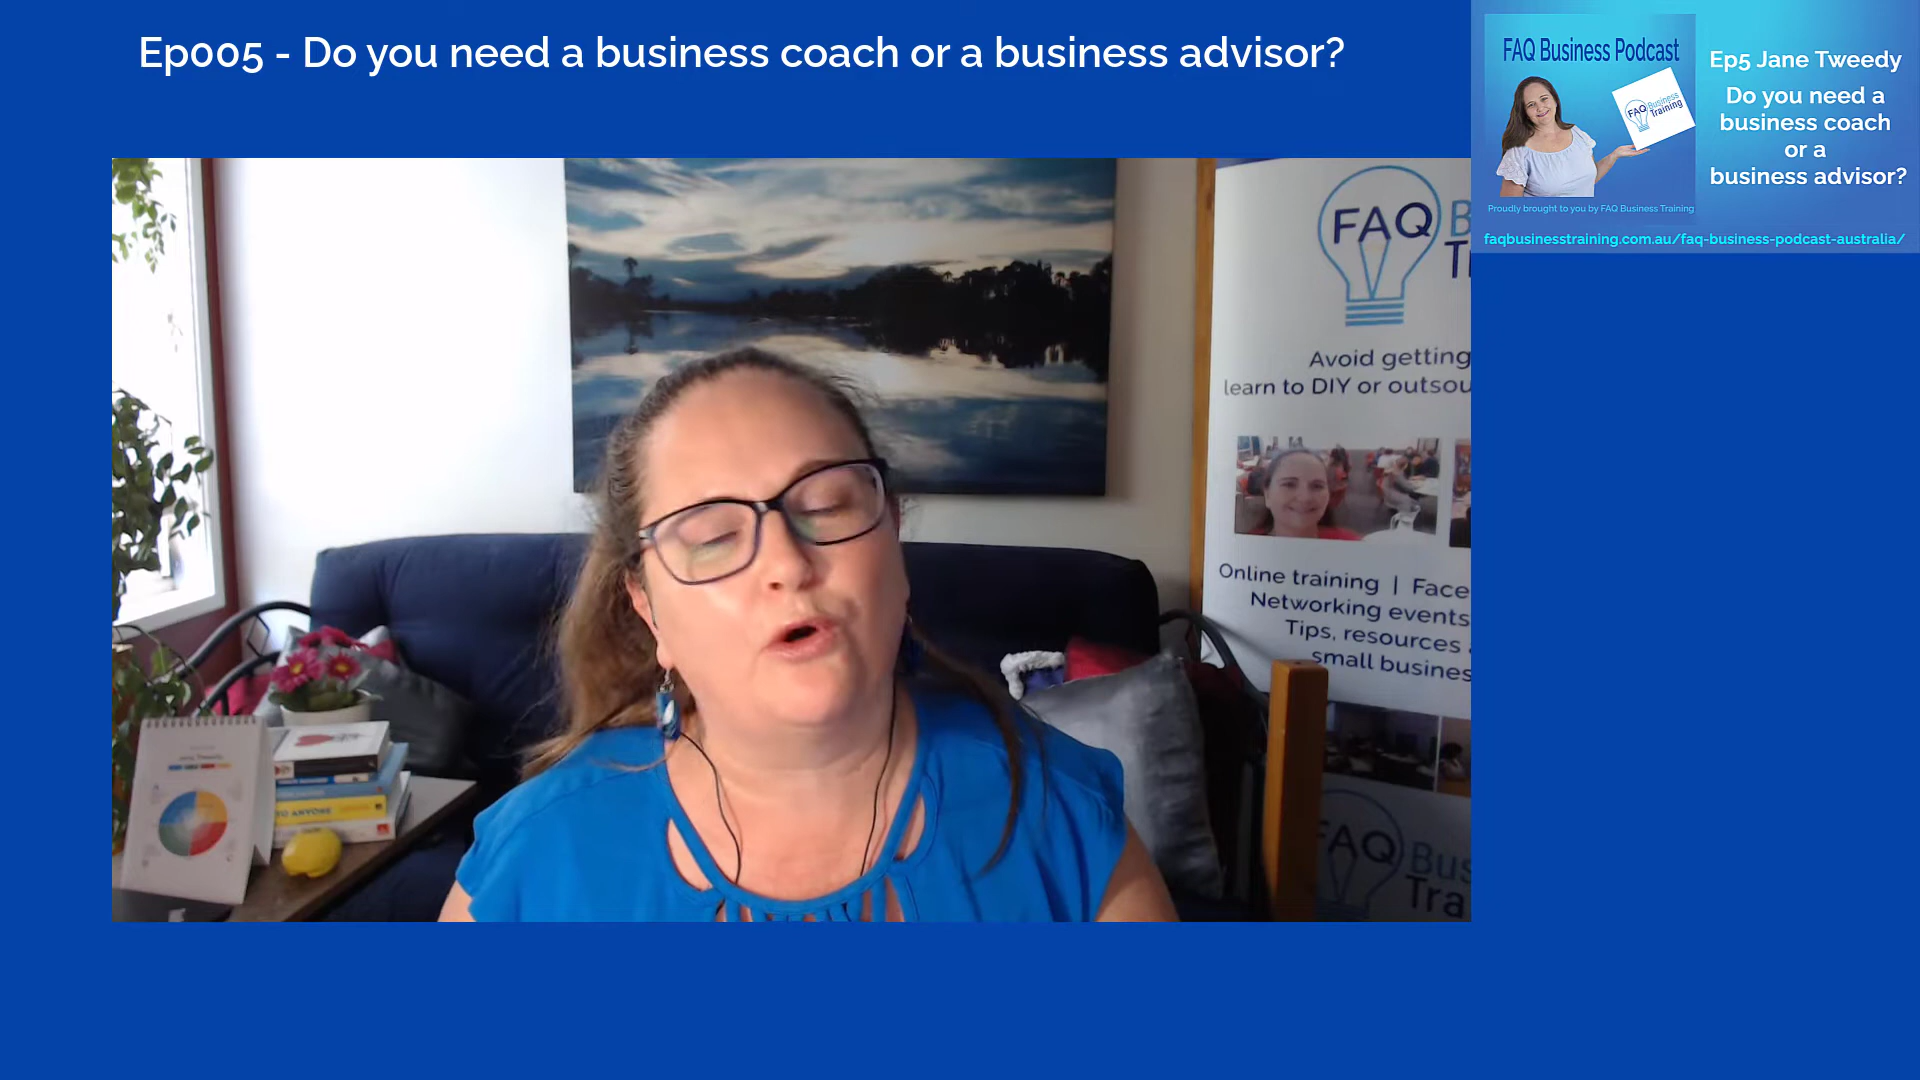 Ep005 - Do you need a business coach or a business advisor?
FAQ Business Podcast
FAQ Business
Training
Proudly brought to you by FAQ Business Training
Ep5 Jane Tweedy
Do you need a
business coach
or a
business advisor?
faqbusinesstraining.com.au/faq-business-podcast-australia/
FAQ B
T
Avoid getting
learn to DIY or outsou
Online training | Face
Networking events
Tips, resources
small busines
FAQ Bus
Tra
TO ANYONE